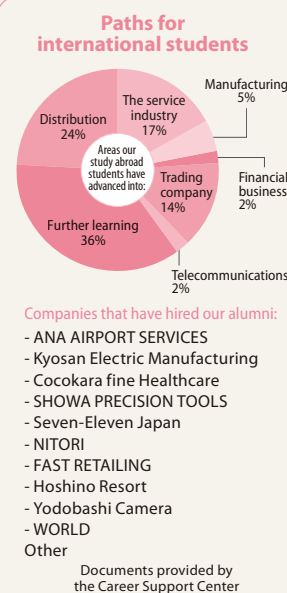 Paths for
international students
Manufacturing
5%
The service
industry
17%
Distribution
24%
Areas our
study abroad
students have
advanced into:
Trading
company
14%
Financial
business
2%
Further learning
36%
Telecommunications
2%
Companies that have hired our alumni:
- ANA AIRPORT SERVICES
- Kyosan Electric Manufacturing
- Cocokara fine Healthcare
- SHOWA PRECISION TOOLS
- Seven-Eleven Japan
- NITORI
- FAST RETAILING
- Hoshino Resort
- Yodobashi Camera
- WORLD
Other
Documents provided by
the Career Support Center